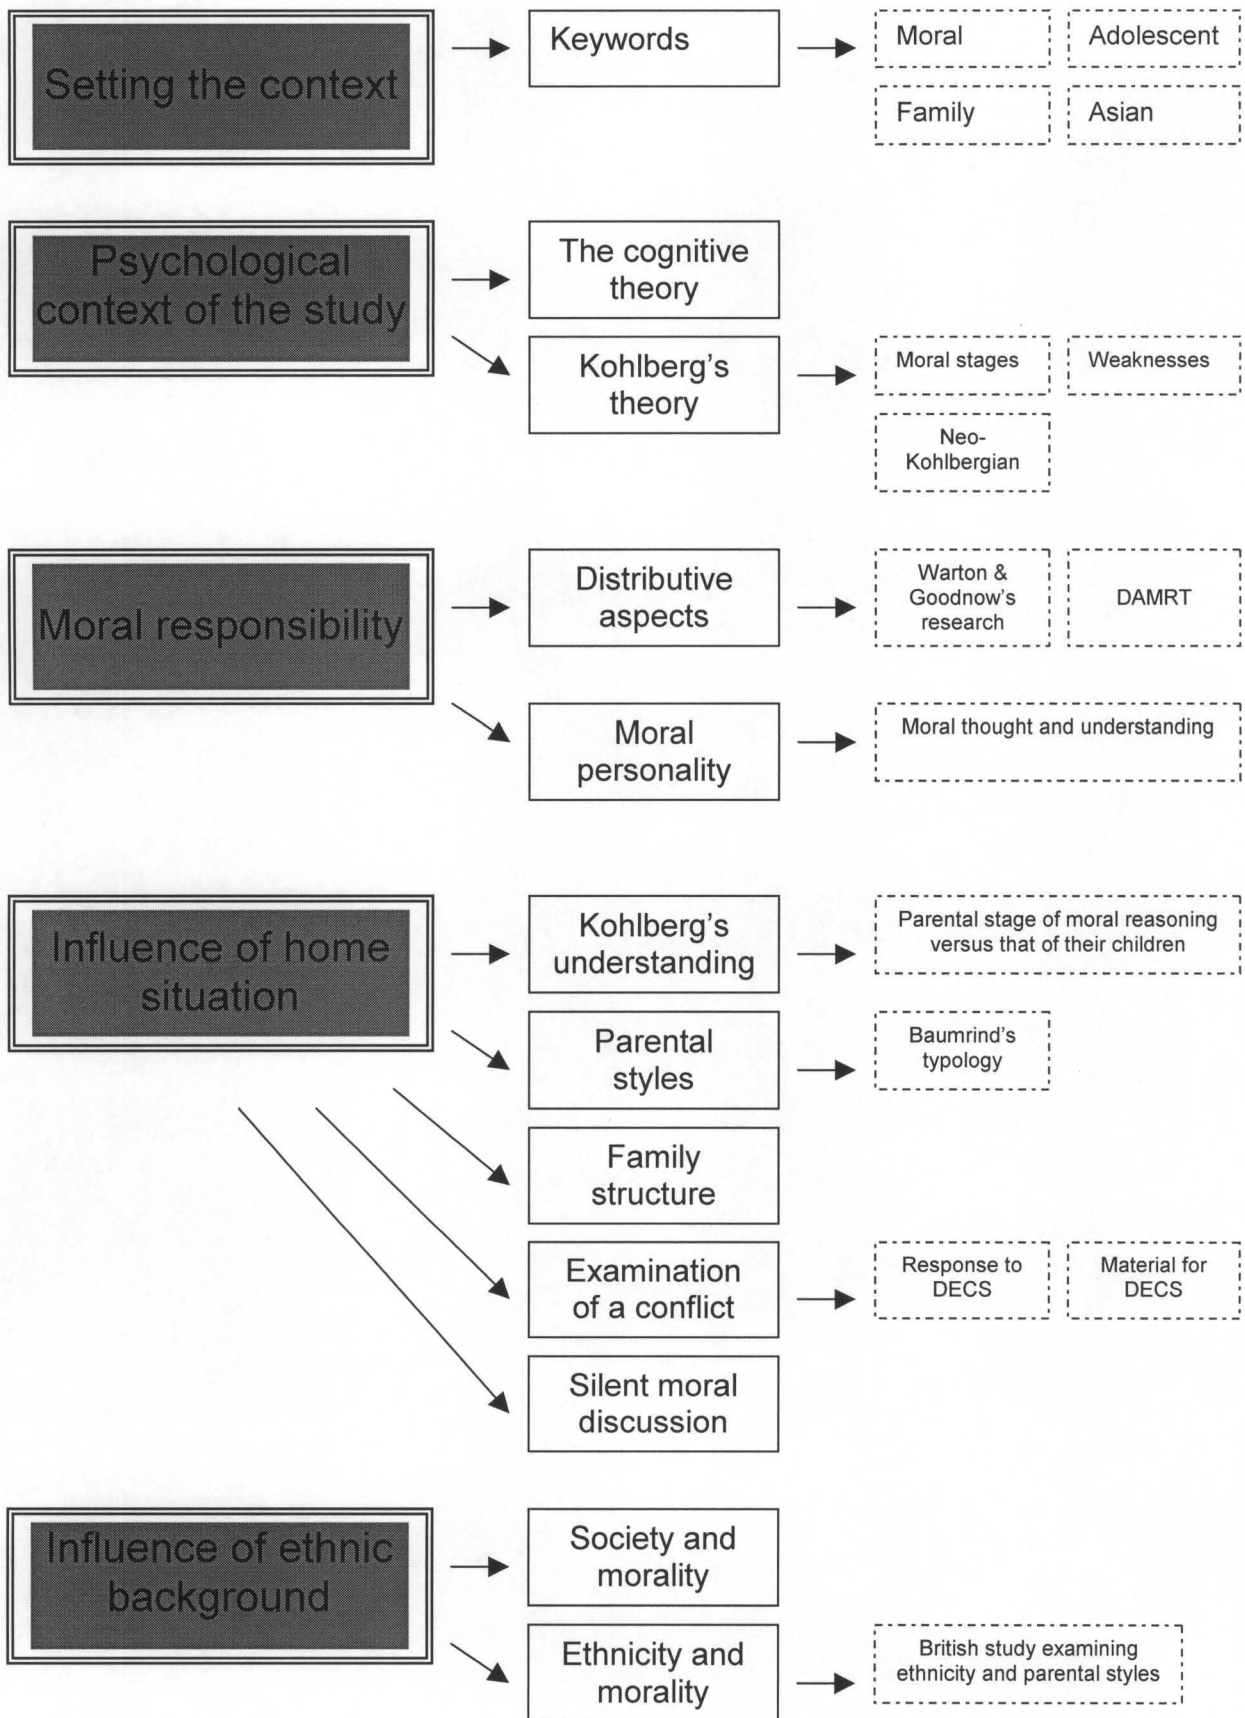 Setting the context
Keywords
Moral
Adolescent
Family
Asian
Psychological
context of the study
The cognitive
theory
Kohlberg's
theory
Moral stages
Weaknesses
Neo-
Kohlbergian
Moral responsibility
Distributive
aspects
Warton &
Goodnow's
research
DAMRT
Moral
personality
Moral thought and understanding
Influence of home
situation
Kohlberg's
understanding
Parental stage of moral reasoning
versus that of their children
Parental
styles
Baumrind's
typology
Family
structure
Examination
of a conflict
Response to
DECS
Material for
DECS
Silent moral
discussion
Influence of ethnic
background
Society and
morality
Ethnicity and
morality
British study examining
ethnicity and parental styles